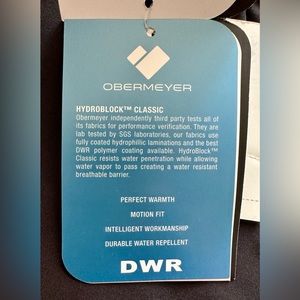 OBERMEYER
HYDROBLOCK™ CLASSIC
Obermeyer independently third party tests all of
its fabrics for performance verification. They are
lab tested by SGS laboratories, our fabrics use
fully coated hydrophilic laminations and the best
DWR polymer coating available. HydroBlock™
Classic resists water penetration while allowing
water vapor to pass creating a water resistant
breathable barrier.
PERFECT WARMTH
MOTION FIT
INTELLIGENT WORKMANSHIP
DURABLE WATER REPELLENT
DWR